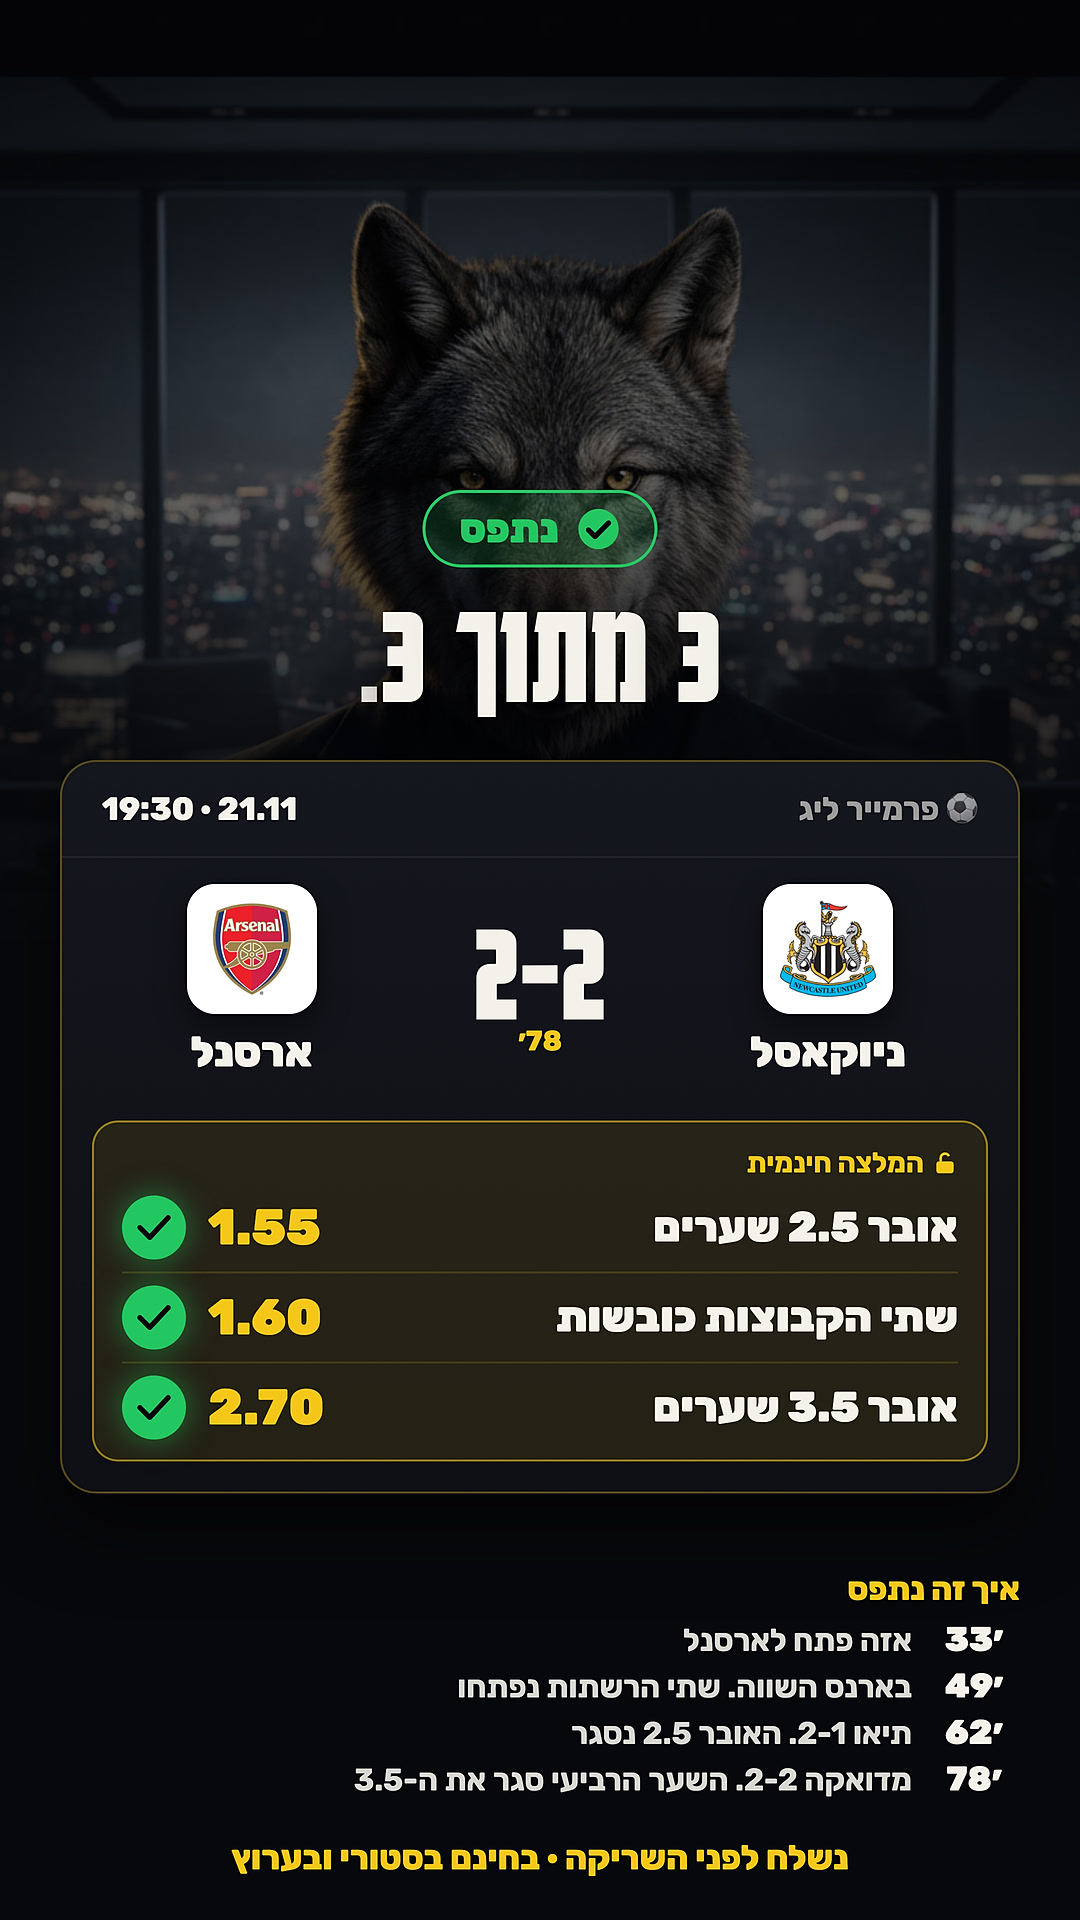 נתפס
3 מתוך 3.
פרמייר ליג
21.11 • 19:30
NEWCASTLE UNITED
Arsenal
ניוקאסל
2-2
78'
ארסנל
המלצה חינמית
אובר 2.5 שערים 1.55
שתי הקבוצות כובשות 1.60
אובר 3.5 שערים 2.70
איך זה נתפס
33' אזה פתח לארסנל
49' בארנס השווה. שתי הרשתות נפתחו
62' תיאו 2-1. האובר 2.5 נסגר
78' מדואקה 2-2. השער הרביעי סגר את ה-3.5
נשלח לפני השריקה • בחינם בסטורי ובערוץ